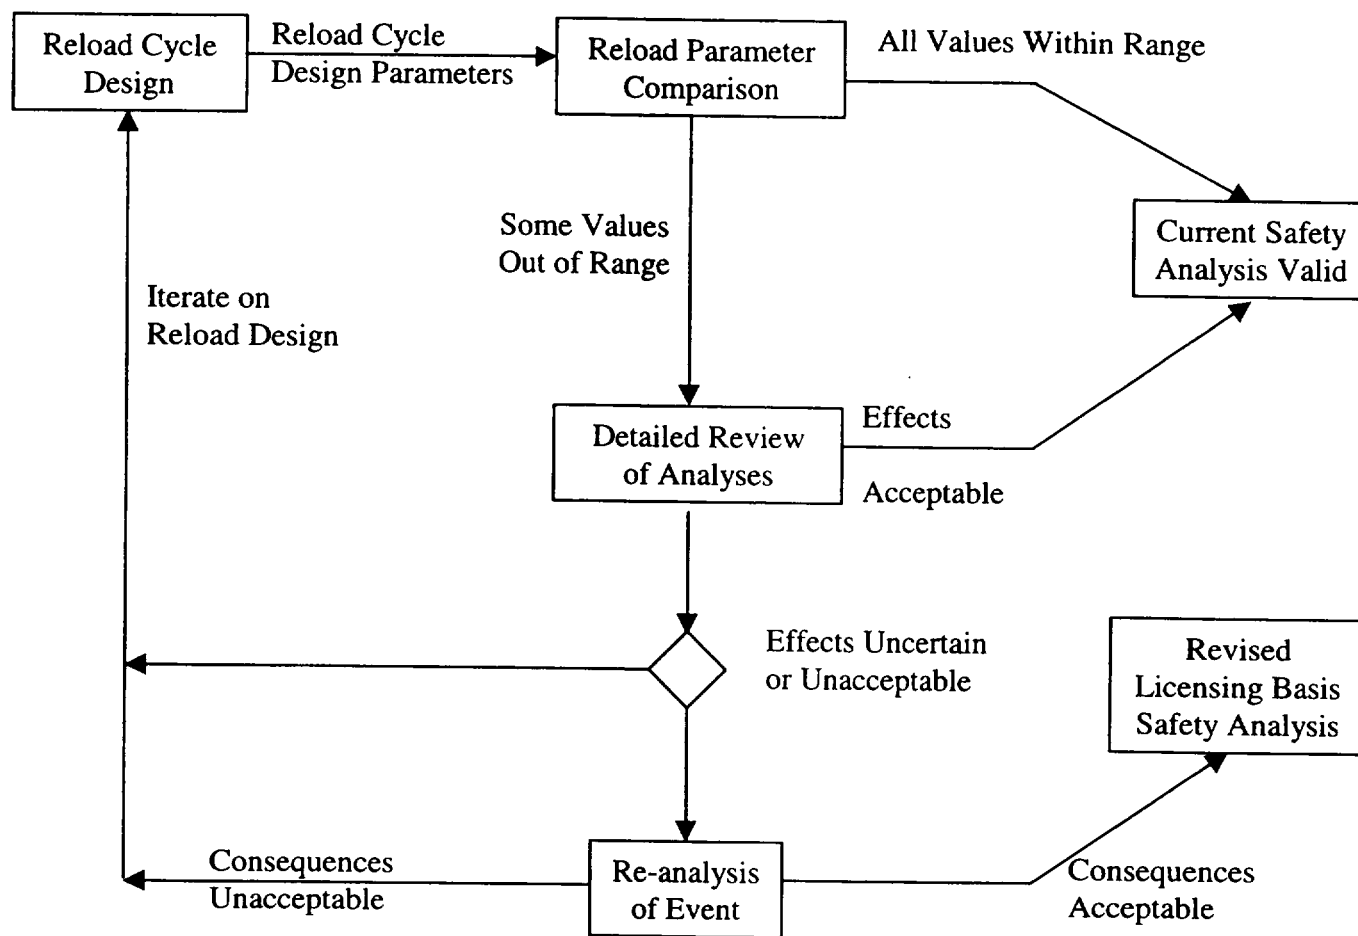 Reload Cycle
Design
Reload Cycle
Design Parameters
Reload Parameter
Comparison
All Values Within Range
Some Values
Out of Range
Current Safety
Analysis Valid
Iterate on
Reload Design
Detailed Review
of Analyses
Effects
Acceptable
Effects Uncertain
or Unacceptable
Revised
Licensing Basis
Safety Analysis
Consequences
Unacceptable
Re-analysis
of Event
Consequences
Acceptable